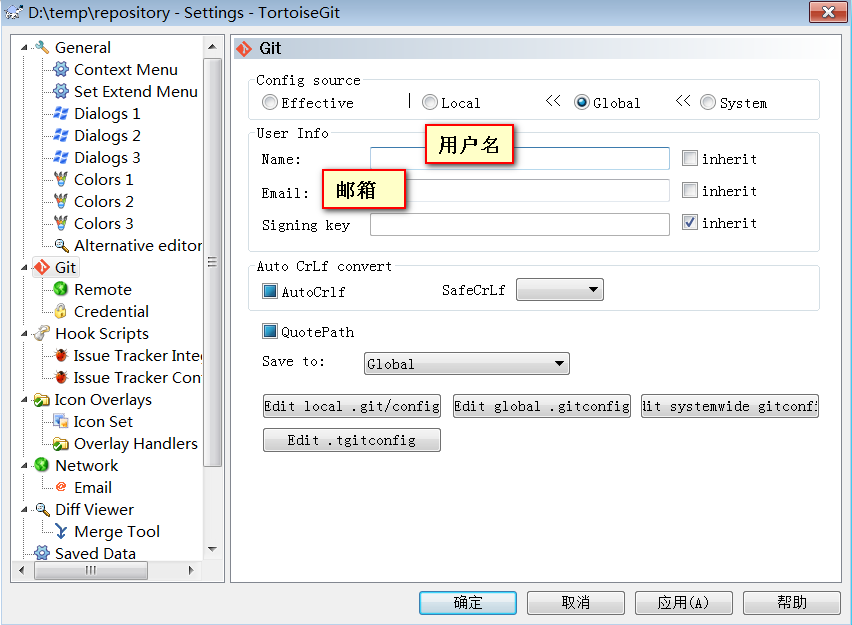 D:\temp\repository - Settings - TortoiseGit
General
Context Menu
Set Extend Menu
Dialogs 1
Dialogs 2
Dialogs 3
Colors 1
Colors 2
Colors 3
Alternative editor
Git
Remote
Credential
Hook Scripts
Issue Tracker Inte
Issue Tracker Con
Icon Overlays
Icon Set
Overlay Handlers
Network
Email
Diff Viewer
Merge Tool
Saved Data
Git
Config source
Effective | Local << Global << System
User Info
用户名
Name: inherit
邮箱
Email: inherit
Signing key inherit
Auto CrLf convert
AutoCrlf SafeCrLf
QuotePath
Save to: Global
Edit local .git/config Edit global .gitconfig dit systemwide gitconfi
Edit .tgitconfig
确定 取消 应用(A) 帮助